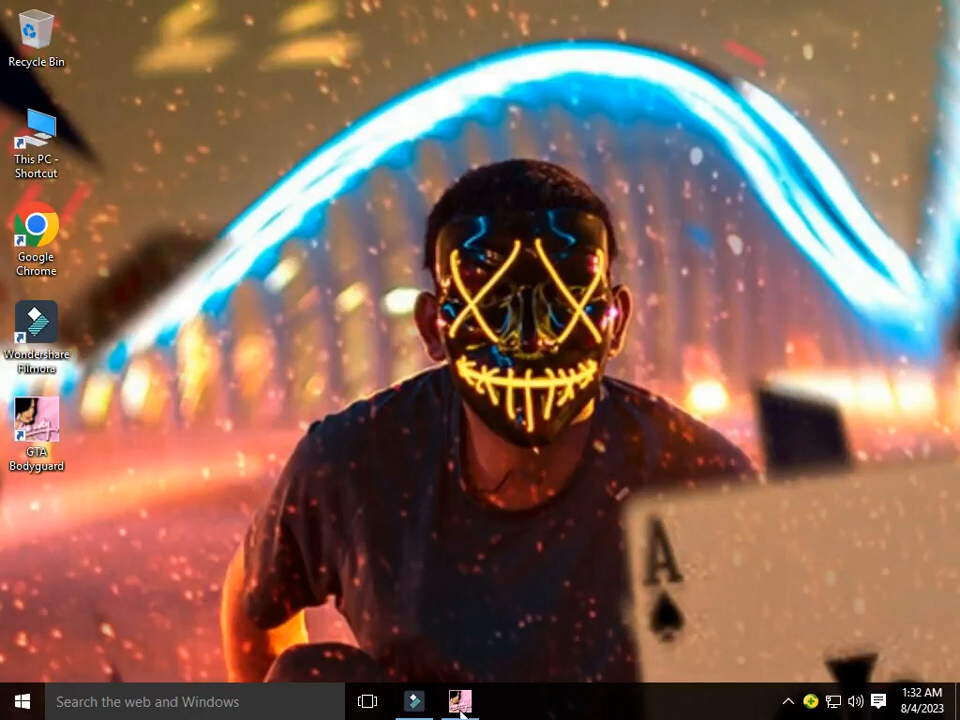 Recycle Bin
This PC -
Shortcut
Google
Chrome
Wondershare
Filmora
GTA
Bodyguard
A
Search the web and Windows
1:32 AM
8/4/2023